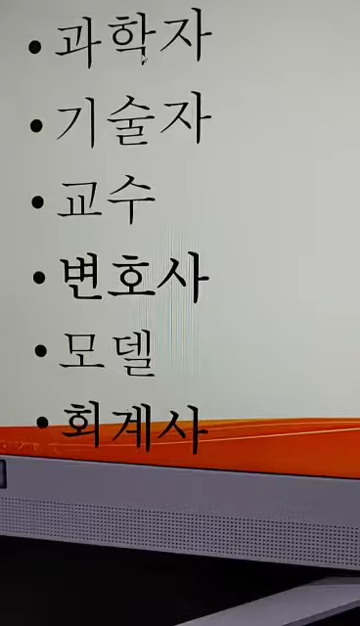 • 과학자
• 기술자
• 교수
• 변호사
• 모델
• 회계사